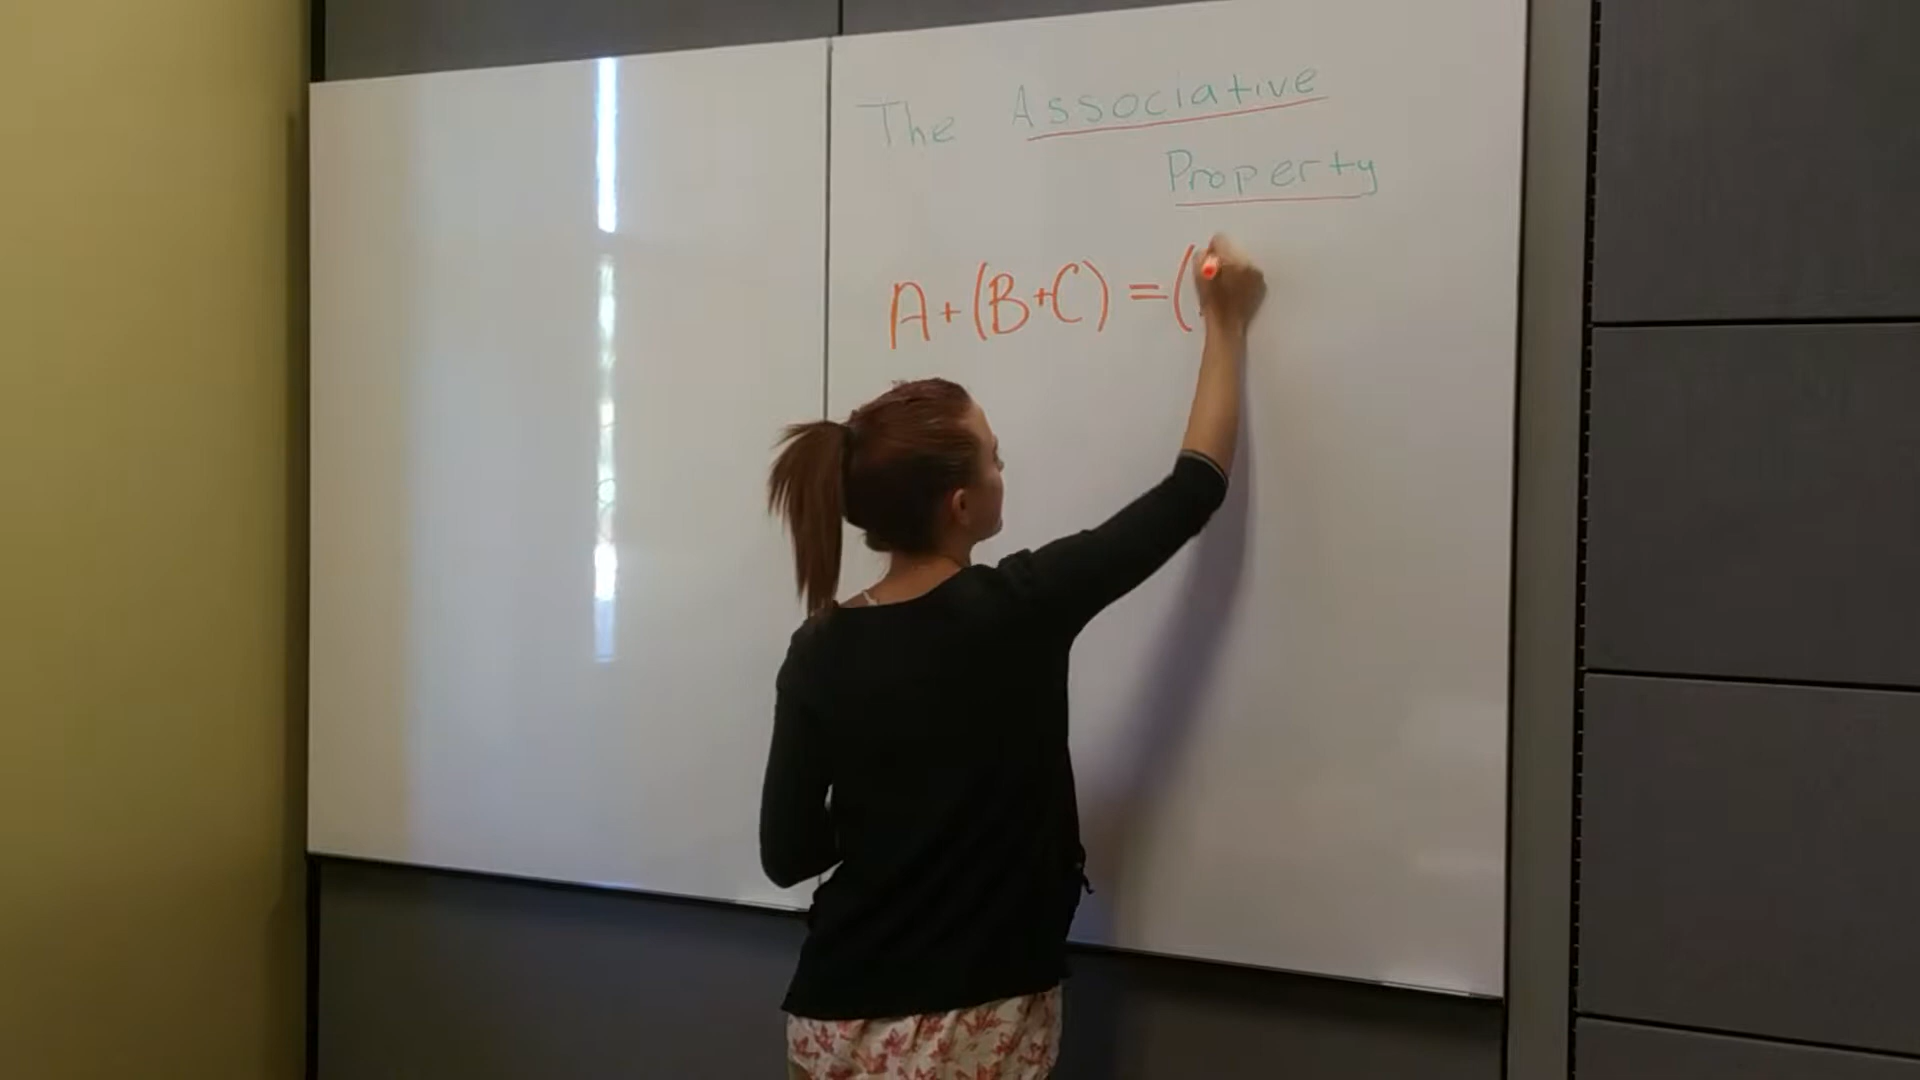 The Associative
Property
A+(B+C) = (